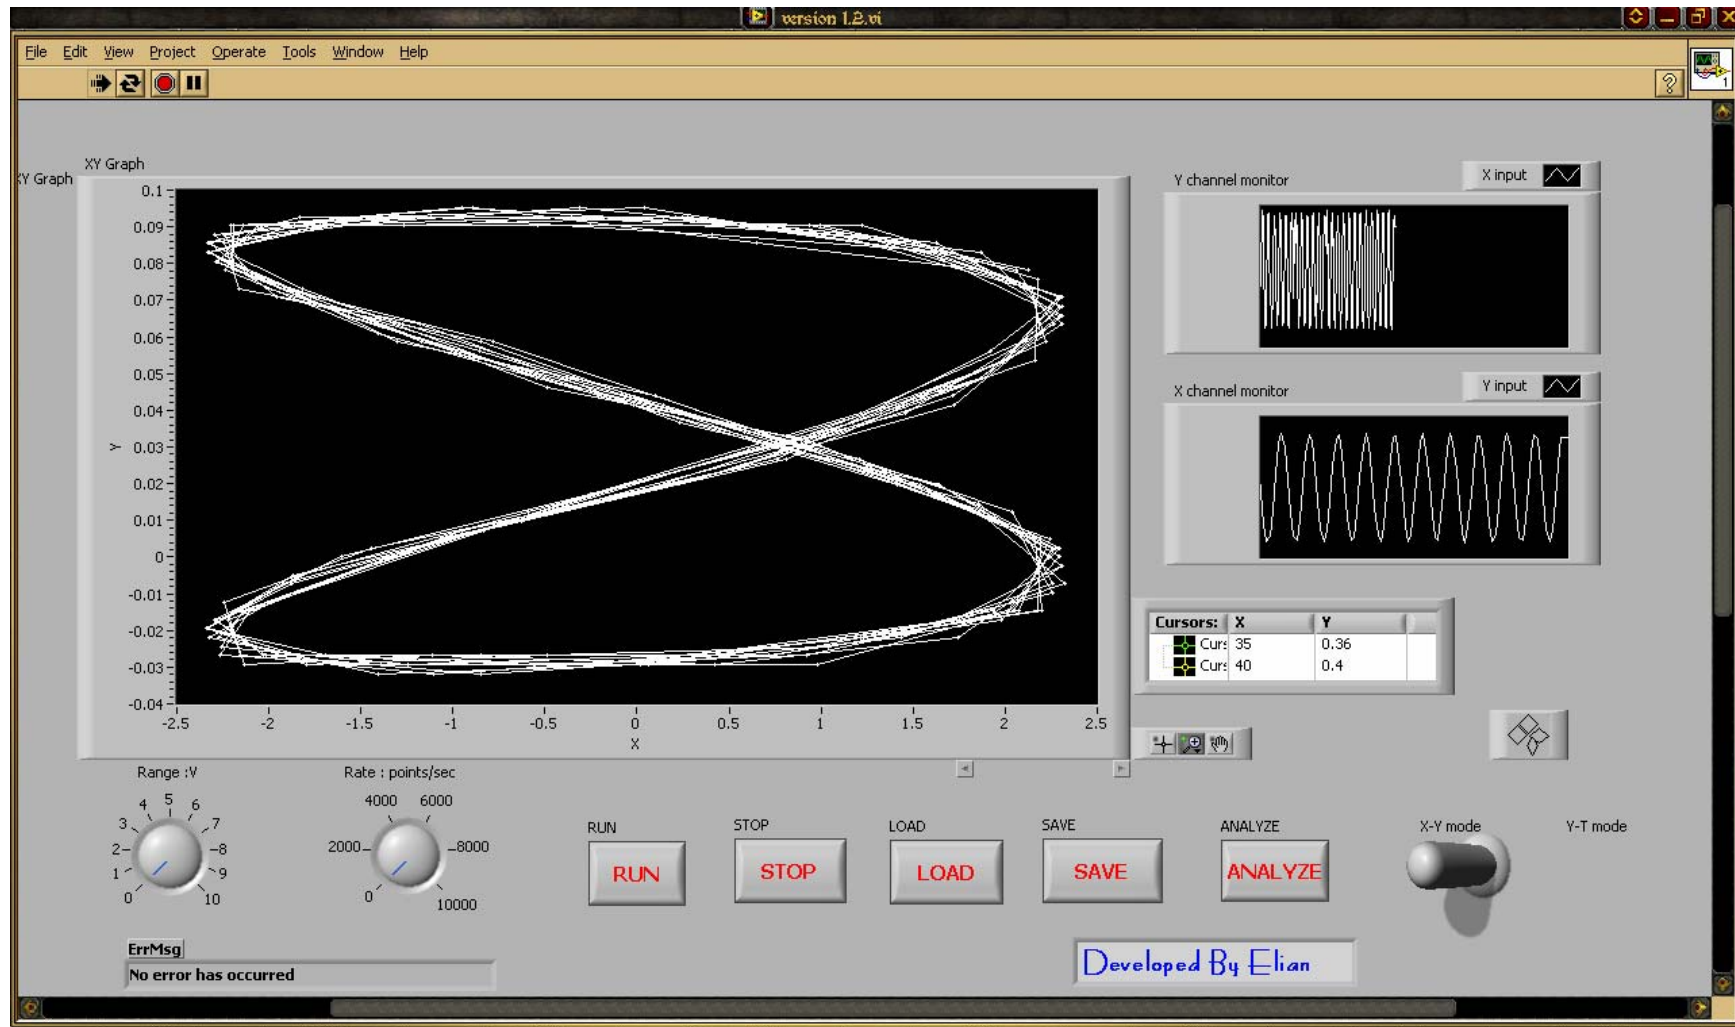 version 1.2.vi
File Edit View Project Operate Tools Window Help
1
XY Graph
XY Graph
0.1
0.09
0.08
0.07
0.06
0.05
0.04
0.03
0.02
0.01
0
-0.01
-0.02
-0.03
-0.04
Y
-2.5 -2 -1.5 -1 -0.5 0 0.5 1 1.5 2 2.5
X
Y channel monitor
X input
X channel monitor
Y input
Cursors: X Y
Curs 35 0.36
Curs 40 0.4
Range :V
0 1 2 3 4 5 6 7 8 9 10
Rate : points/sec
0 2000 4000 6000 8000 10000
RUN
RUN
STOP
STOP
LOAD
LOAD
SAVE
SAVE
ANALYZE
ANALYZE
X-Y mode Y-T mode
ErrMsg
No error has occurred
Developed By Elian